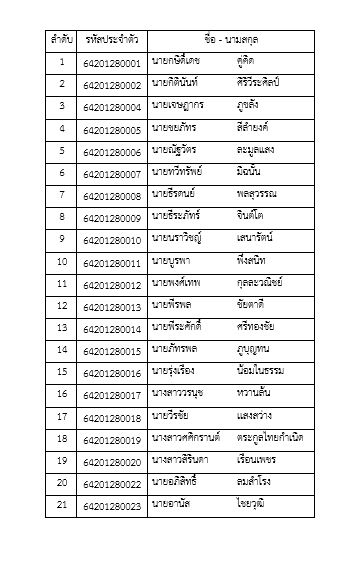 ลำดับ รหัสประจำตัว ชื่อ - นามสกุล
1 64201280001 นายกษิดิ์เดช คู่คิด
2 64201280002 นายกิตินันท์ ศิริวีระศิลป์
3 64201280004 นายเจษฎากร ภูขลัง
4 64201280005 นายชยภัทร สีลำยงค์
5 64201280006 นายณัฐวัตร ละมูลแสง
6 64201280007 นายทวีทรัพย์ มิฉนั้น
7 64201280008 นายธีรดนย์ พลสุวรรณ
8 64201280009 นายธีระภัทร์ จินต์โต
9 64201280010 นายนราวิชญ์ เสนารัตน์
10 64201280011 นายบูรพา พึ่งสนิท
11 64201280012 นายพงศ์เทพ กุลละวณิชย์
12 64201280013 นายพีรพล ชัยตาดี
13 64201280014 นายพีระศักดิ์ ศรีทองชัย
14 64201280015 นายภัทรพล ภูบุญทน
15 64201280016 นายรุ่งเรือง น้อมในธรรม
16 64201280017 นางสาววรนุช หวานล้น
17 64201280018 นายวีรชัย แสงสว่าง
18 64201280019 นางสาวศศิกรานต์ ตระกูลไทยกำเนิด
19 64201280020 นางสาวสิรินดา เรือนเพชร
20 64201280022 นายอภิสิทธิ์ ลมสำโรง
21 64201280023 นายอานัส ไชยวุฒิ